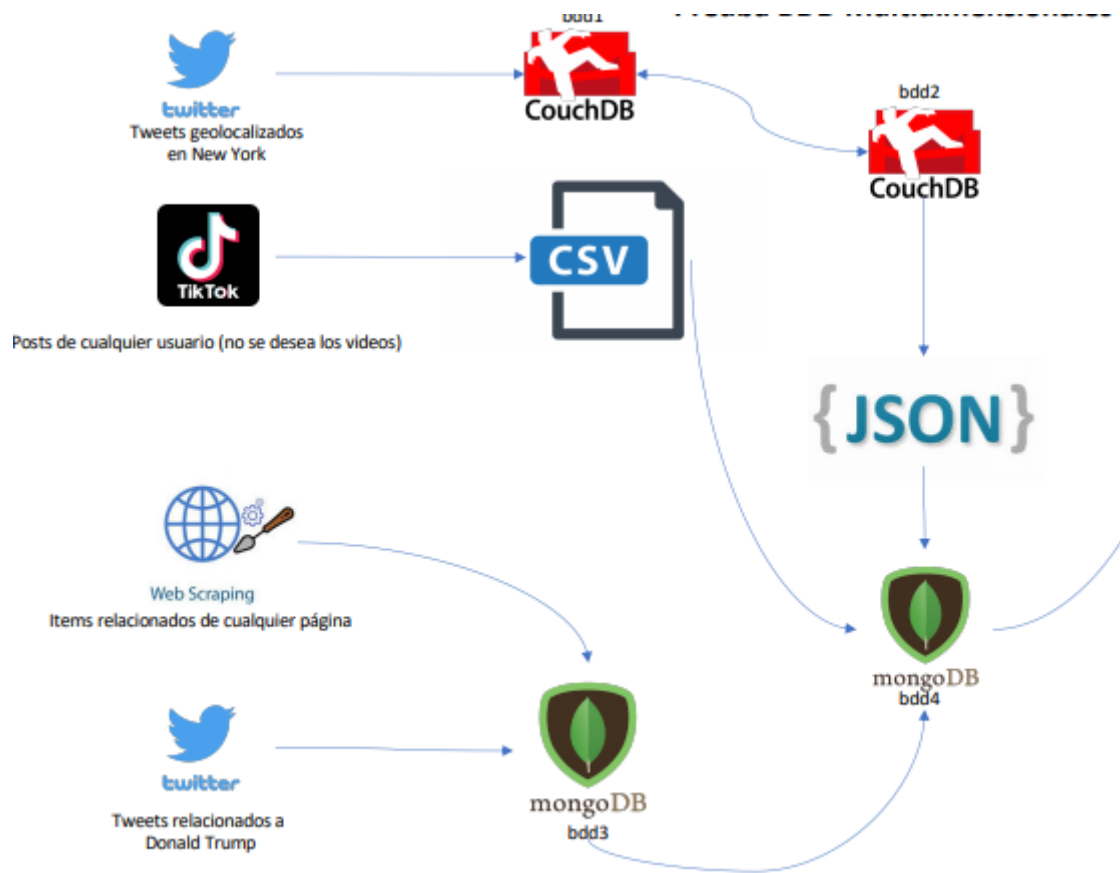 bdd1
twitter
Tweets geolocalizados
en New York
CouchDB
bdd2
CouchDB
TikTok
CSV
Posts de cualquier usuario (no se desea los videos)
{JSON}
Web Scraping
Items relacionados de cualquier página
mongoDB
bdd4
twitter
Tweets relacionados a
Donald Trump
mongoDB
bdd3